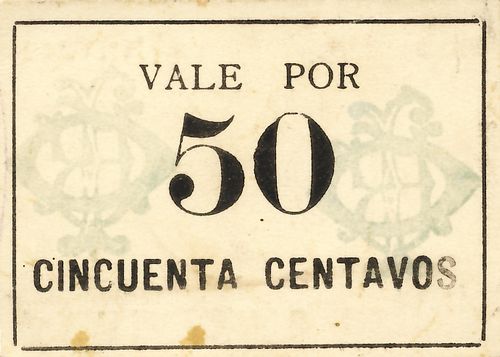 VALE POR
50
CINCUENTA CENTAVOS